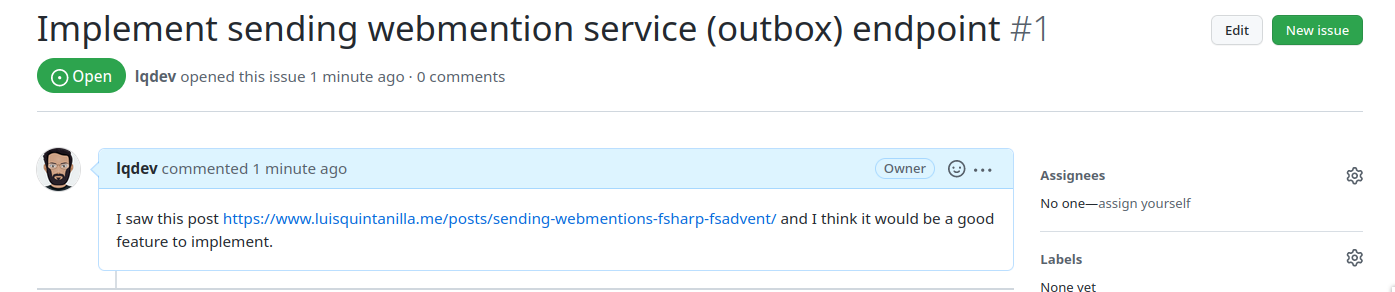 Implement sending webmention service (outbox) endpoint #1
Edit
New issue
Open
lqdev opened this issue 1 minute ago · 0 comments
lqdev commented 1 minute ago
Owner
I saw this post https://www.luisquintanilla.me/posts/sending-webmentions-fsharp-fsadvent/ and I think it would be a good
feature to implement.
Assignees
No one—assign yourself
Labels
None yet